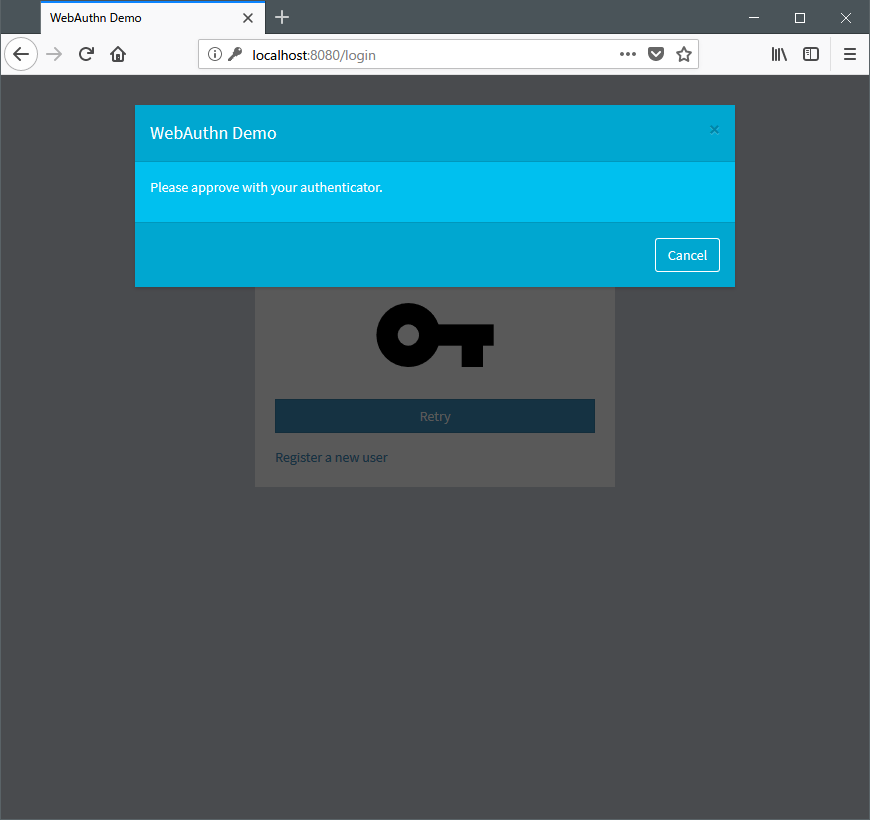 WebAuthn Demo
localhost:8080/login
WebAuthn Demo
Please approve with your authenticator.
Cancel
Retry
Register a new user